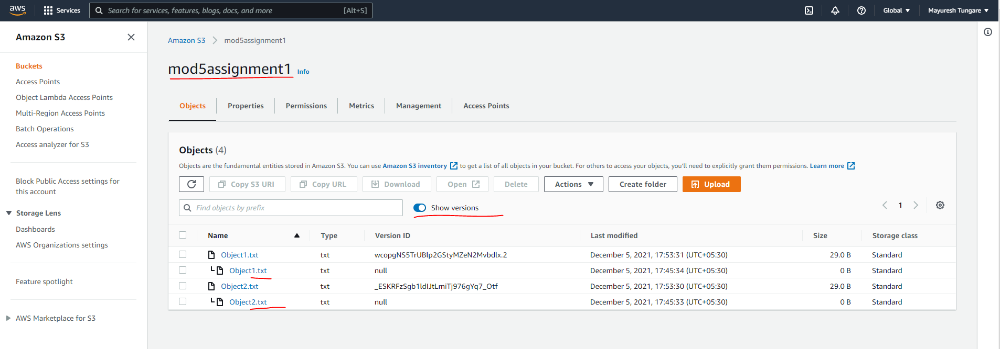 aws Services Search for services, features, blogs, docs, and more [Alt+S] Global Mayuresh Tungare
Amazon S3
Buckets
Access Points
Object Lambda Access Points
Multi-Region Access Points
Batch Operations
Access analyzer for S3
Block Public Access settings for
this account
Storage Lens
Dashboards
AWS Organizations settings
Feature spotlight
AWS Marketplace for S3
Amazon S3 mod5assignment1
mod5assignment1 Info
Objects Properties Permissions Metrics Management Access Points
Objects (4)
Objects are the fundamental entities stored in Amazon S3. You can use Amazon S3 inventory to get a list of all objects in your bucket. For others to access your objects, you'll need to explicitly grant them permissions. Learn more
Copy S3 URI Copy URL Download Open Delete Actions Create folder Upload
Find objects by prefix Show versions 1
Name Type Version ID Last modified Size Storage class
Object1.txt txt wcopgNS5TrUBlp2GStyMZeN2Mvbdlx.2 December 5, 2021, 17:53:31 (UTC+05:30) 29.0 B Standard
Object1.txt txt null December 5, 2021, 17:45:34 (UTC+05:30) 0 B Standard
Object2.txt txt _ESKRFzSgb1ldIJtLmiTj976gYq7_Otf December 5, 2021, 17:53:30 (UTC+05:30) 29.0 B Standard
Object2.txt txt null December 5, 2021, 17:45:33 (UTC+05:30) 0 B Standard